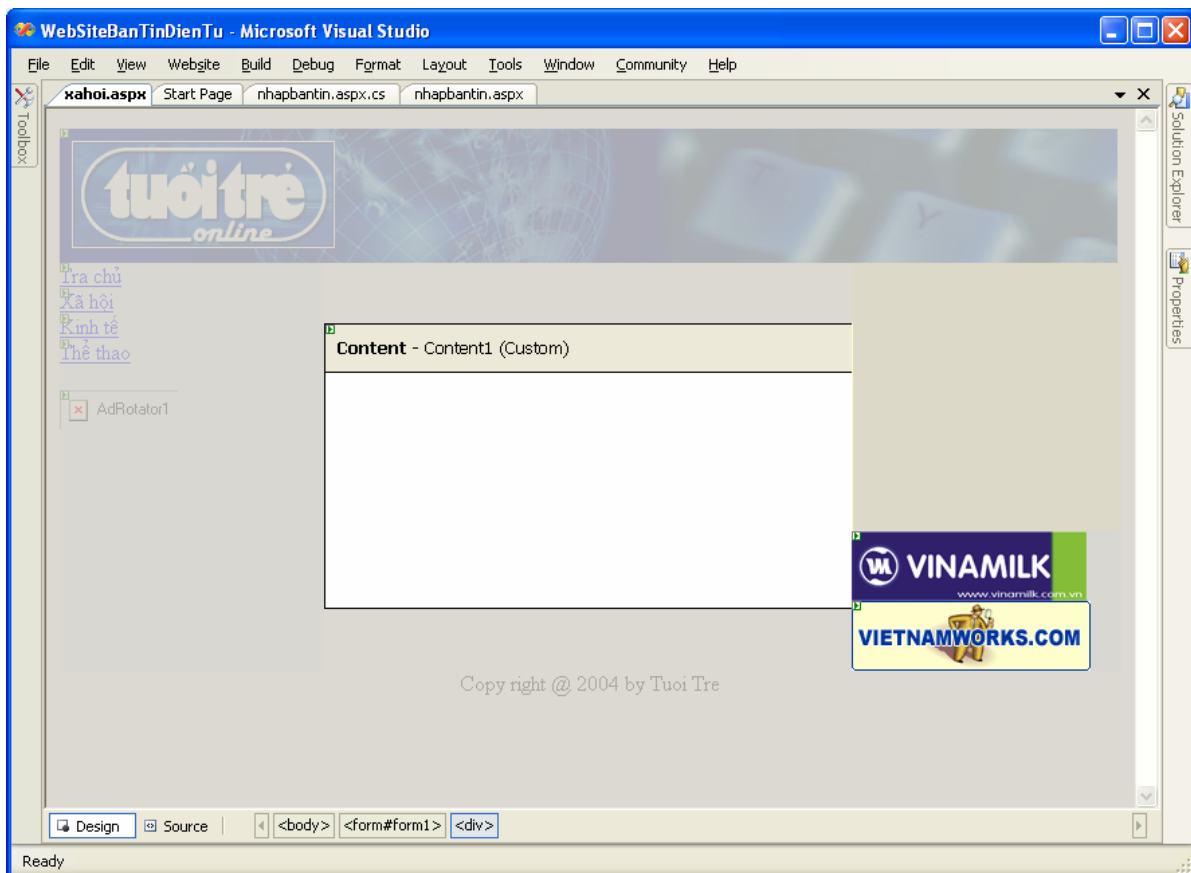 WebSiteBanTinDienTu - Microsoft Visual Studio
File Edit View Website Build Debug Format Layout Tools Window Community Help
xahoi.aspx Start Page nhapbantin.aspx.cs nhapbantin.aspx
Toolbox
Solution Explorer
Properties
tuổi trẻ
online
T
Y
Tra chủ
Xã hội
Kinh tế
Thể thao
AdRotator1
Content - Content1 (Custom)
VINAMILK
www.vinamilk.com.vn
VIETNAMWORKS.COM
Copy right @ 2004 by Tuoi Tre
Design Source <body> <form#form1> <div>
Ready